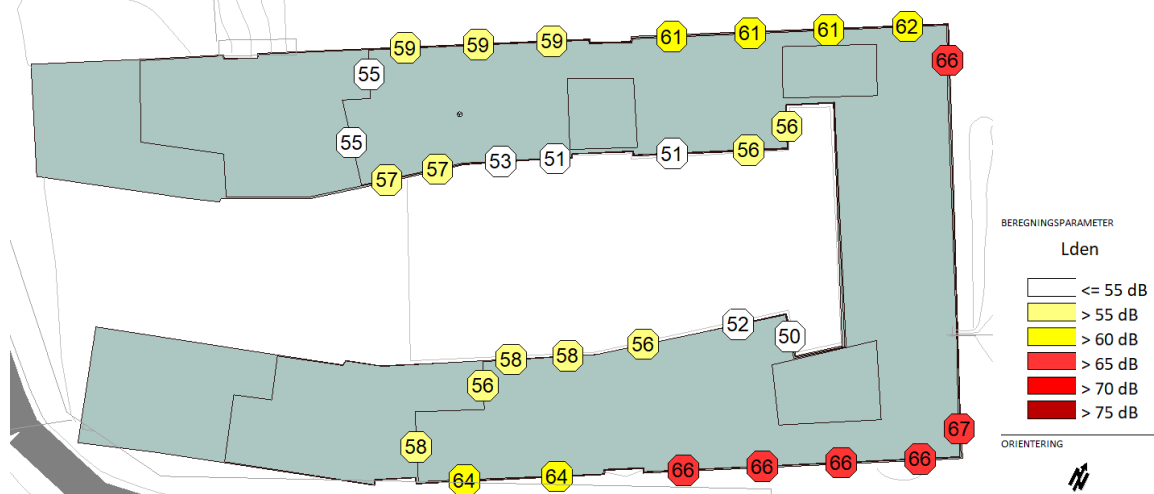 59 59 59 61 61 61 62
55 66
55 56
57 57 53 51 51 56
BEREGNINGSPARAMETER
Lden
<= 55 dB
> 55 dB
> 60 dB
> 65 dB
> 70 dB
> 75 dB
58 58 56 52 50
56
58 67
64 64 66 66 66 66
ORIENTERING
N